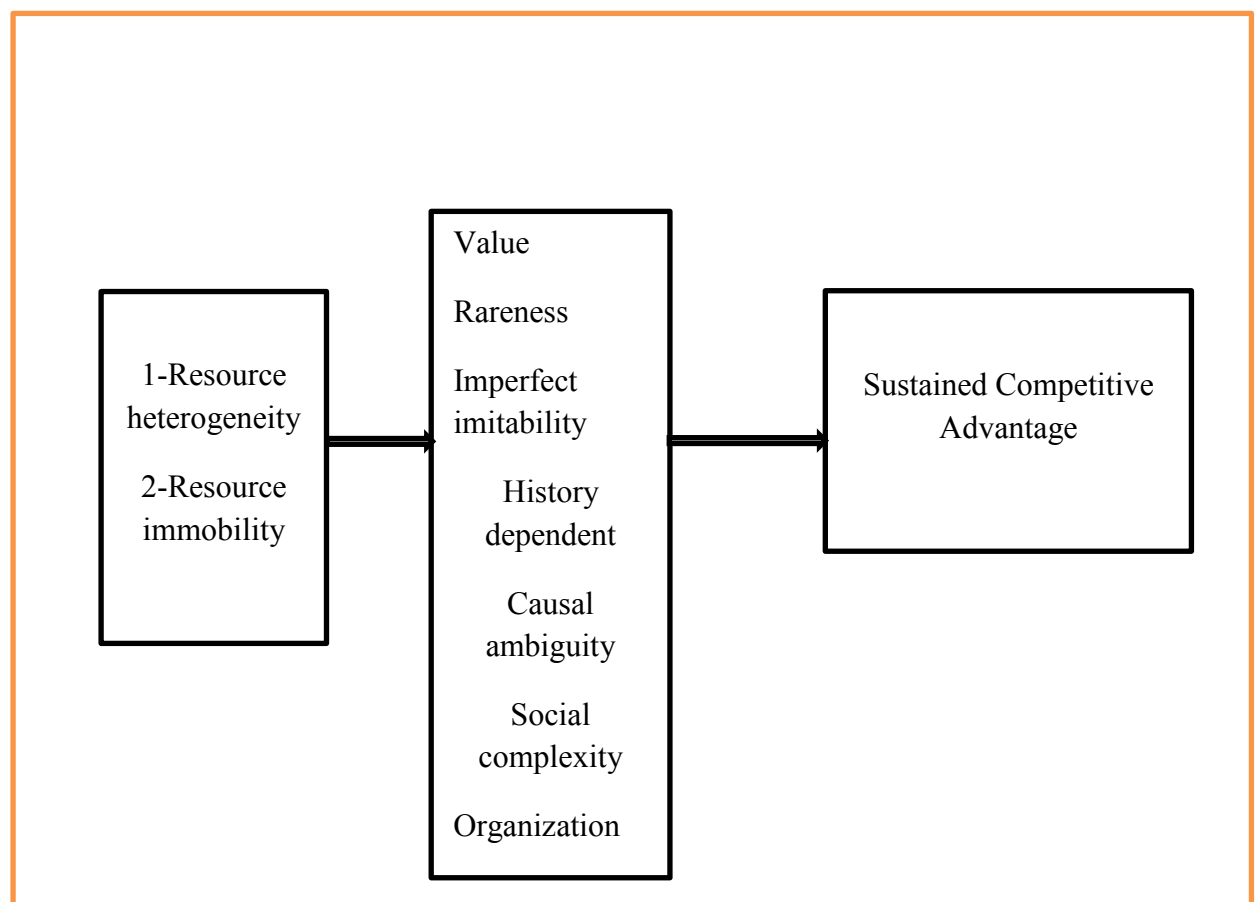 1-Resource
heterogeneity
2-Resource
immobility
Value
Rareness
Imperfect
imitability
History
dependent
Causal
ambiguity
Social
complexity
Organization
Sustained Competitive
Advantage